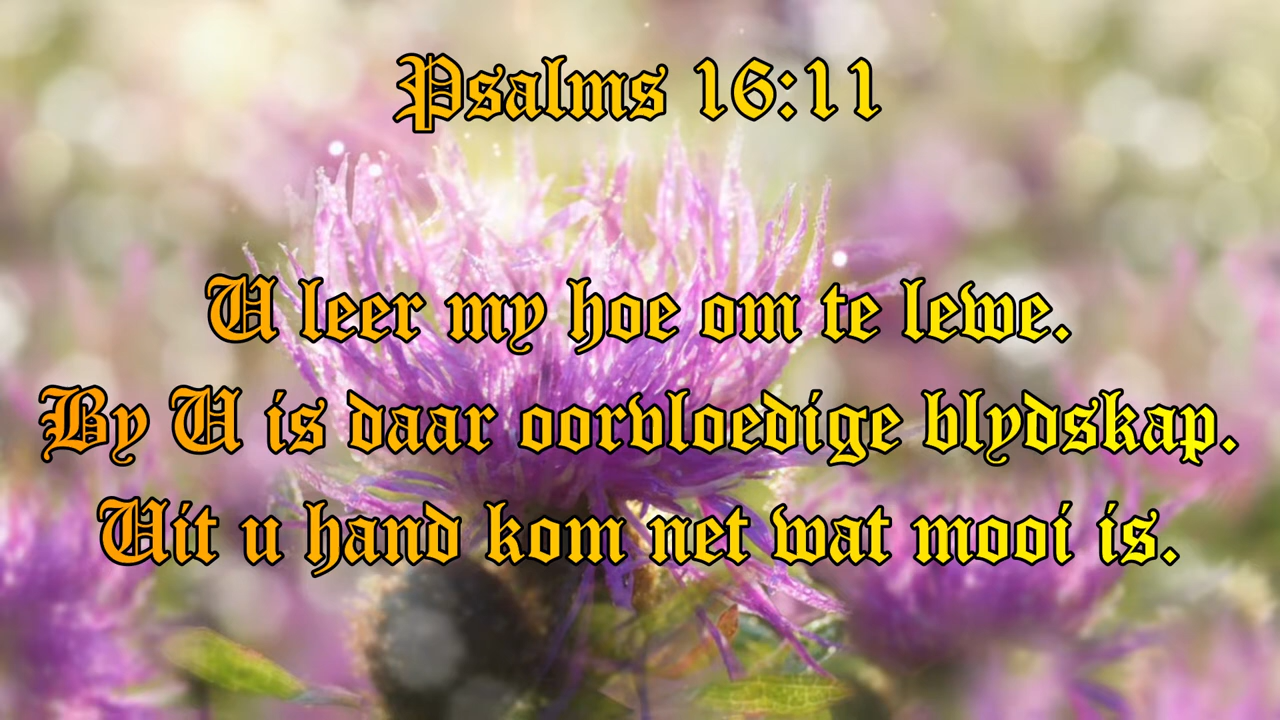 Psalms 16:11
U leer my hoe om te lewe.
By U is daar oorvloedige blydskap.
Uit u hand kom net wat mooi is.